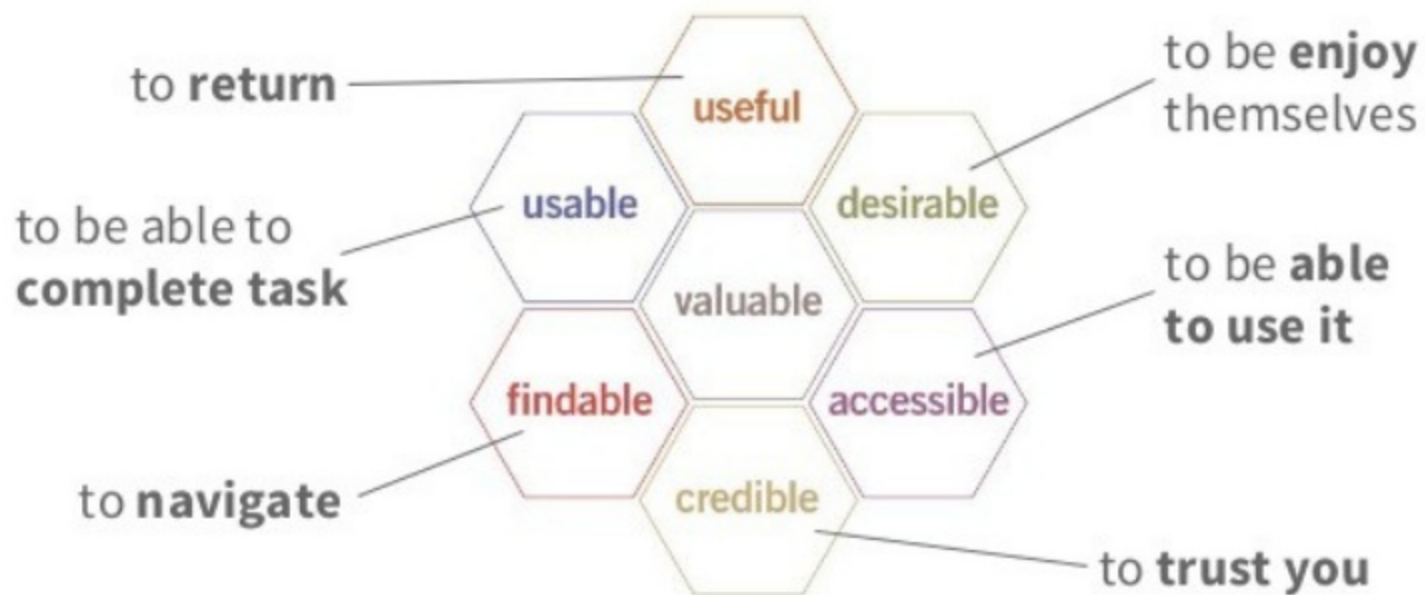 to return
useful
to be enjoy
themselves
usable
desirable
to be able to
complete task
valuable
to be able
to use it
findable
accessible
to navigate
credible
to trust you